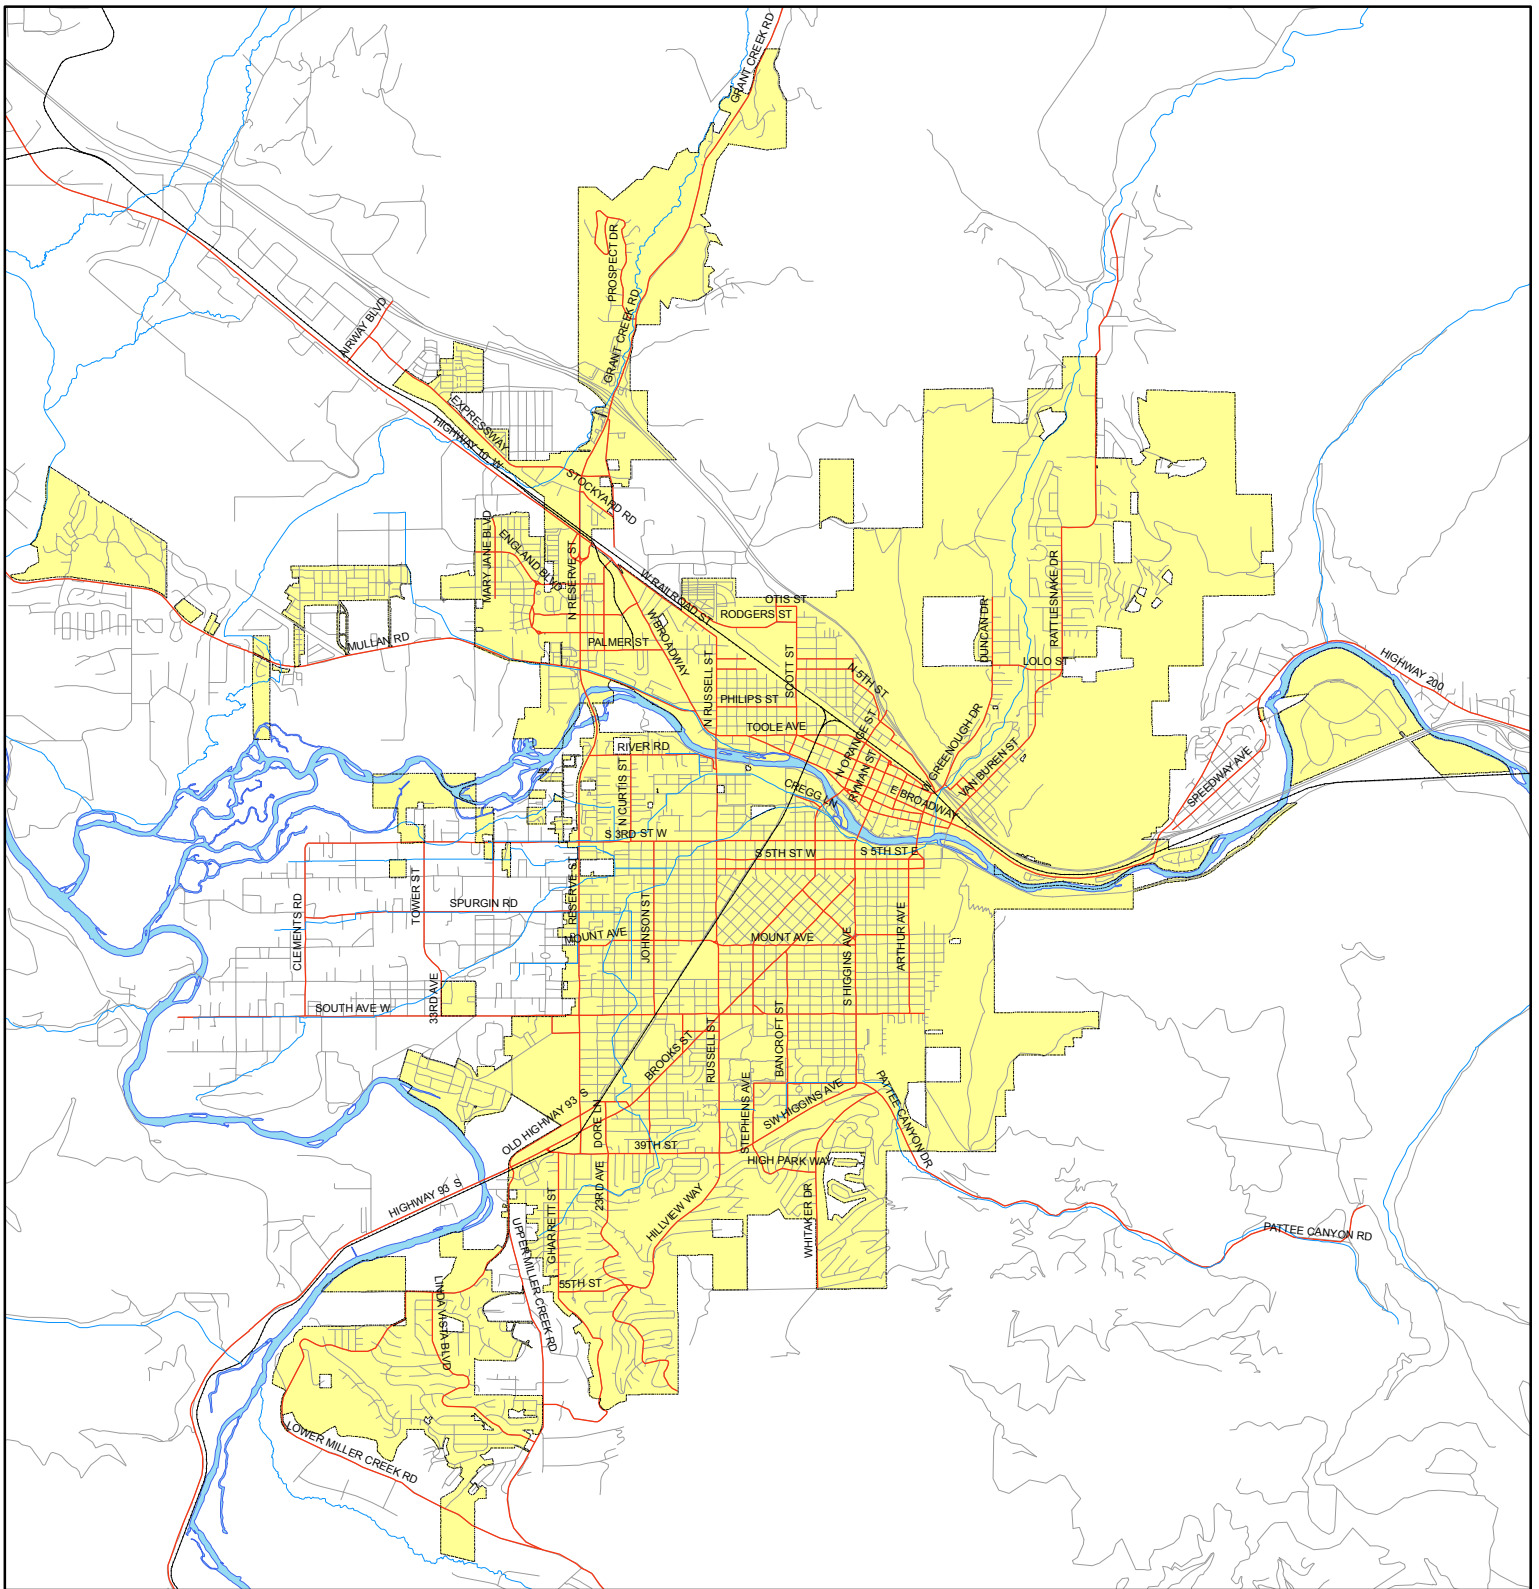 GRANT CREEK RD
PROSPECT DR
GRANT CREEK RD
AIRWAY BLVD
EXPRESSWAY
HIGHWAY 10 W
STOCKYARD RD
MARY JANE BLVD
ENGLAND BLVD
N RESERVE ST
W RAILROAD ST
OTIS ST
RODGERS ST
W BROADWAY
PALMER ST
MULLAN RD
N RUSSELL ST
SCOTT ST
N 5TH ST
DUNCAN DR
RATTLESNAKE DR
LOLO ST
HIGHWAY 200
PHILIPS ST
TOOLE AVE
N ORANGE ST
RYMAN ST
W GREENOUGH DR
VAN BUREN ST
SPEEDWAY AVE
RIVER RD
N CURTIS ST
CREGG LN
E BROADWAY
S 3RD ST W
S 5TH ST W
S 5TH ST E
CLEMENTS RD
TOWER ST
SPURGIN RD
RESERVE ST
MOUNT AVE
JOHNSON ST
MOUNT AVE
S HIGGINS AVE
ARTHUR AVE
33RD AVE
SOUTH AVE W
BROOKS ST
RUSSELL ST
BANCROFT ST
STEPHENS AVE
SW HIGGINS AVE
PATTEE CANYON DR
OLD HIGHWAY 93 S
DORE LN
39TH ST
HIGH PARK WAY
HIGHWAY 93 S
GHARRETT ST
23RD AVE
HILLVIEW WAY
WHITAKER DR
PATTEE CANYON RD
UPPER MILLER CREEK RD
55TH ST
LINDA VISTA BLVD
LOWER MILLER CREEK RD